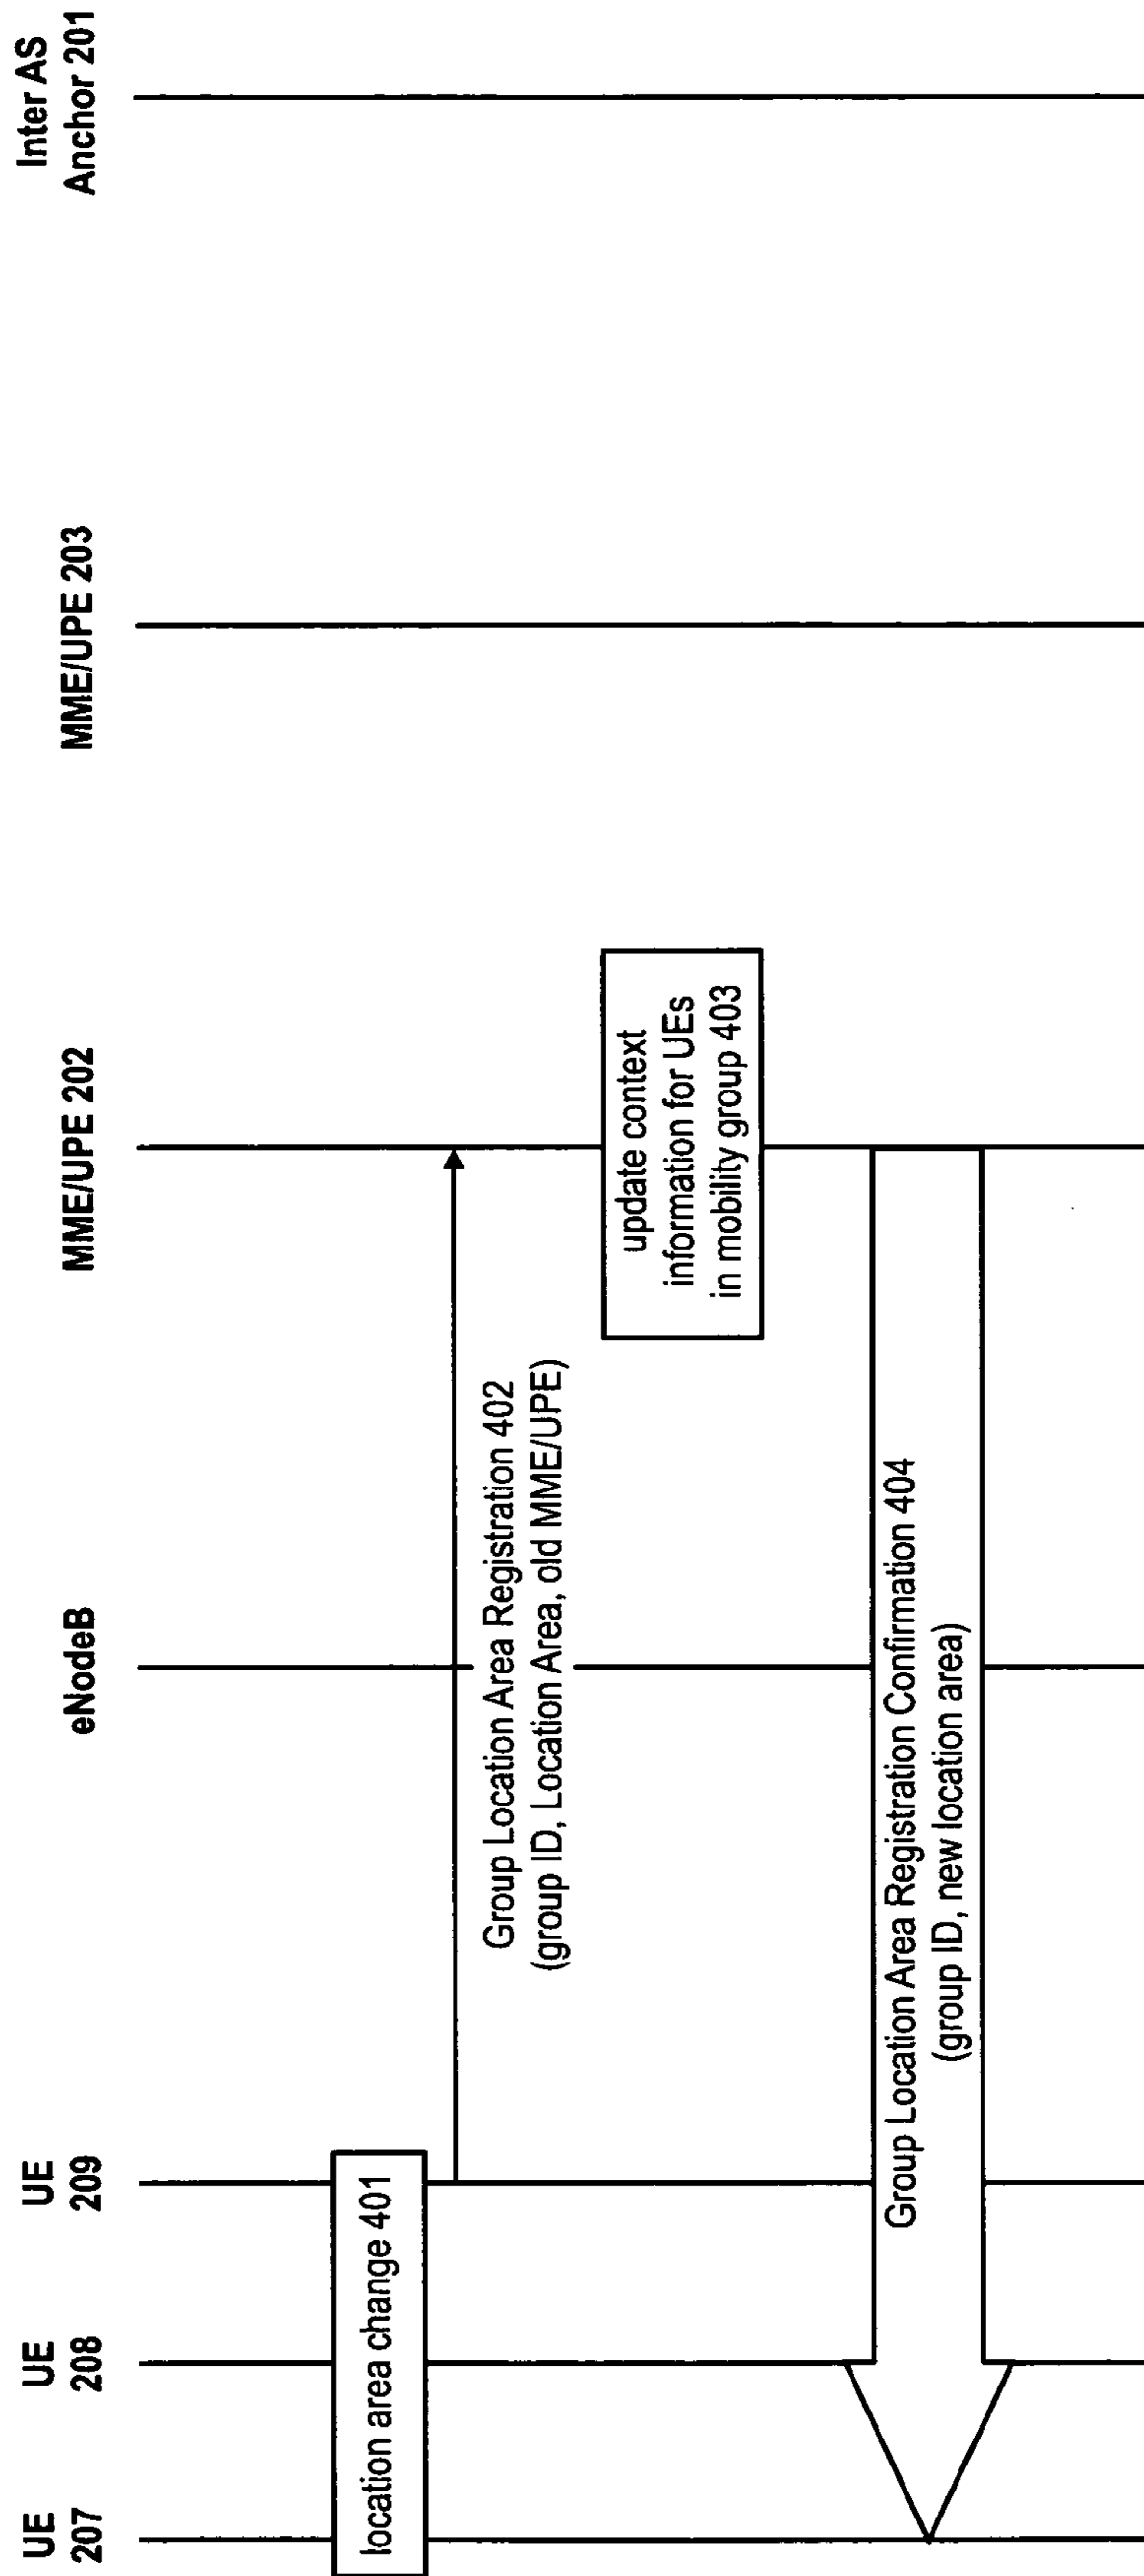 UE
207
UE
208
UE
209
eNodeB
MME/UPE 202
MME/UPE 203
Inter AS
Anchor 201
location area change 401
Group Location Area Registration 402
(group ID, Location Area, old MME/UPE)
update context
information for UEs
in mobility group 403
Group Location Area Registration Confirmation 404
(group ID, new location area)